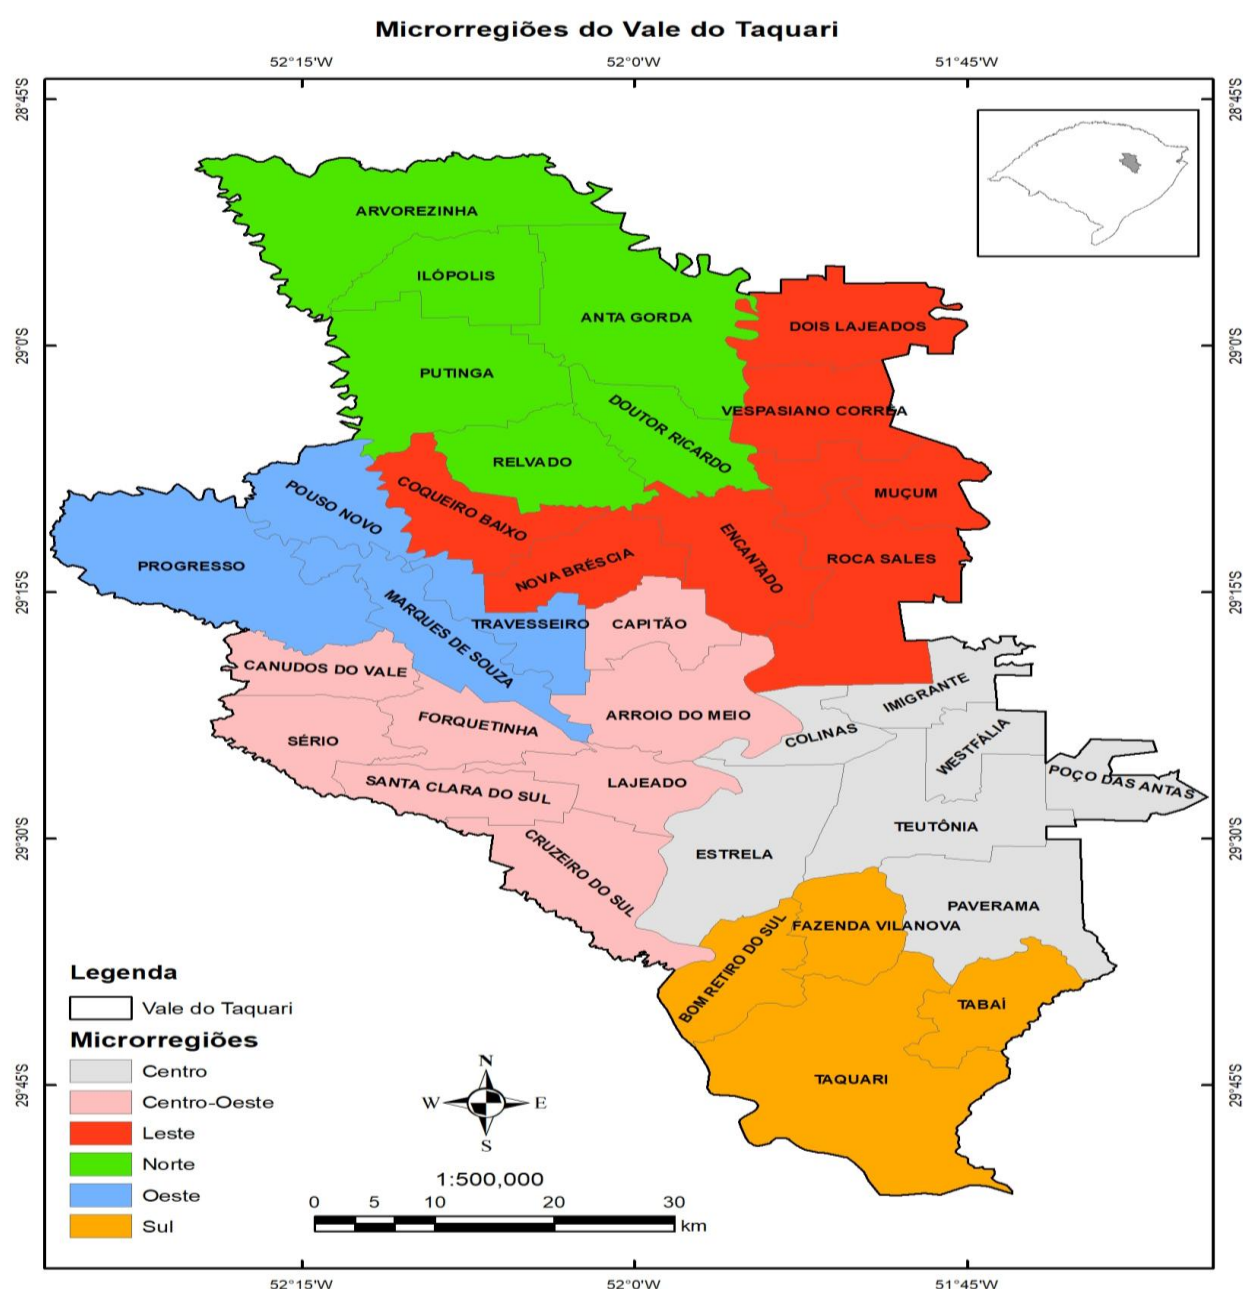 Microrregiões do Vale do Taquari
52°15'W 52°0'W 51°45'W
28°45'S 28°45'S
ARVOREZINHA
ILÓPOLIS
ANTA GORDA
DOIS LAJEADOS
29°0'S 29°0'S
PUTINGA
DOUTOR RICARDO
VESPASIANO CORRÊA
RELVADO
COQUEIRO BAIXO
MUÇUM
POUSO NOVO
ENCANTADO
ROCA SALES
PROGRESSO
NOVA BRÉSCIA
29°15'S 29°15'S
MARQUES DE SOUZA
TRAVESSEIRO
CAPITÃO
CANUDOS DO VALE
IMIGRANTE
FORQUETINHA
ARROIO DO MEIO
COLINAS
WESTFÁLIA
SÉRIO
SANTA CLARA DO SUL
LAJEADO
POÇO DAS ANTAS
TEUTÔNIA
29°30'S 29°30'S
CRUZEIRO DO SUL
ESTRELA
PAVERAMA
FAZENDA VILANOVA
BOM RETIRO DO SUL
TABAÍ
TAQUARI
29°45'S 29°45'S
Legenda
Vale do Taquari
Microrregiões
Centro
Centro-Oeste
Leste
Norte
Oeste
Sul
N
W E
S
1:500,000
0 5 10 20 30
km
52°15'W 52°0'W 51°45'W